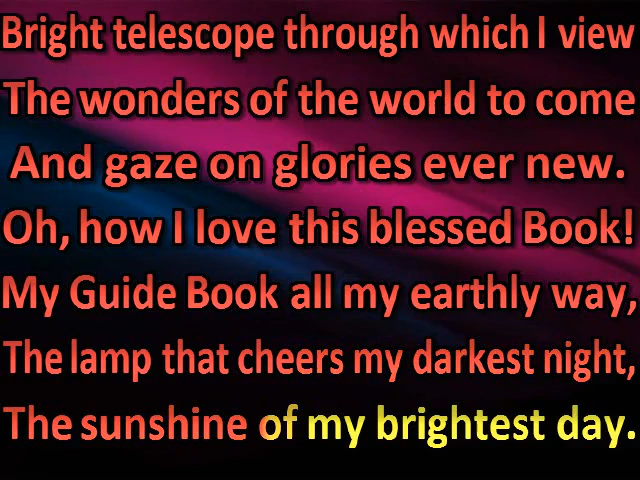 Bright telescope through which I view
The wonders of the world to come
And gaze on glories ever new.
Oh, how I love this blessed Book!
My Guide Book all my earthly way,
The lamp that cheers my darkest night,
The sunshine of my brightest day.